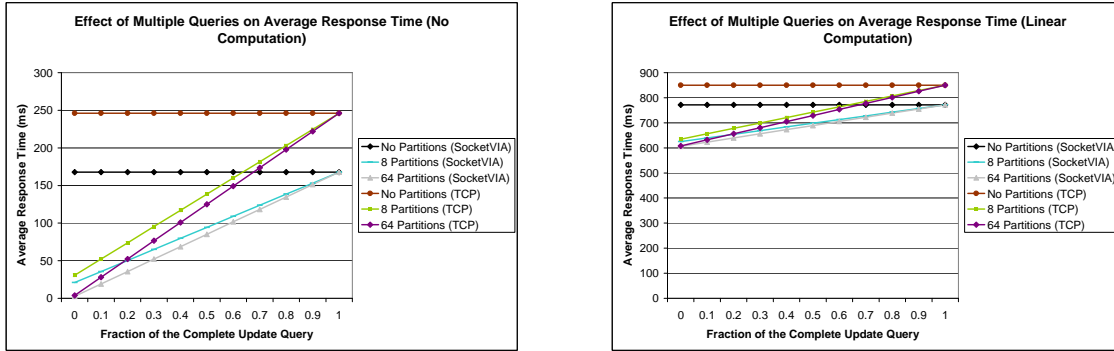 Effect of Multiple Queries on Average Response Time (No
Computation)
Average Response Time (ms)
300
250
200
150
100
50
0
0 0.1 0.2 0.3 0.4 0.5 0.6 0.7 0.8 0.9 1
Fraction of the Complete Update Query
No Partitions (SocketVIA)
8 Partitions (SocketVIA)
64 Partitions (SocketVIA)
No Partitions (TCP)
8 Partitions (TCP)
64 Partitions (TCP)
Effect of Multiple Queries on Average Response Time (Linear
Computation)
Average Response Time (ms)
900
800
700
600
500
400
300
200
100
0
0 0.1 0.2 0.3 0.4 0.5 0.6 0.7 0.8 0.9 1
Fraction of the Complete Update Query
No Partitions (SocketVIA)
8 Partitions (SocketVIA)
64 Partitions (SocketVIA)
No Partitions (TCP)
8 Partitions (TCP)
64 Partitions (TCP)